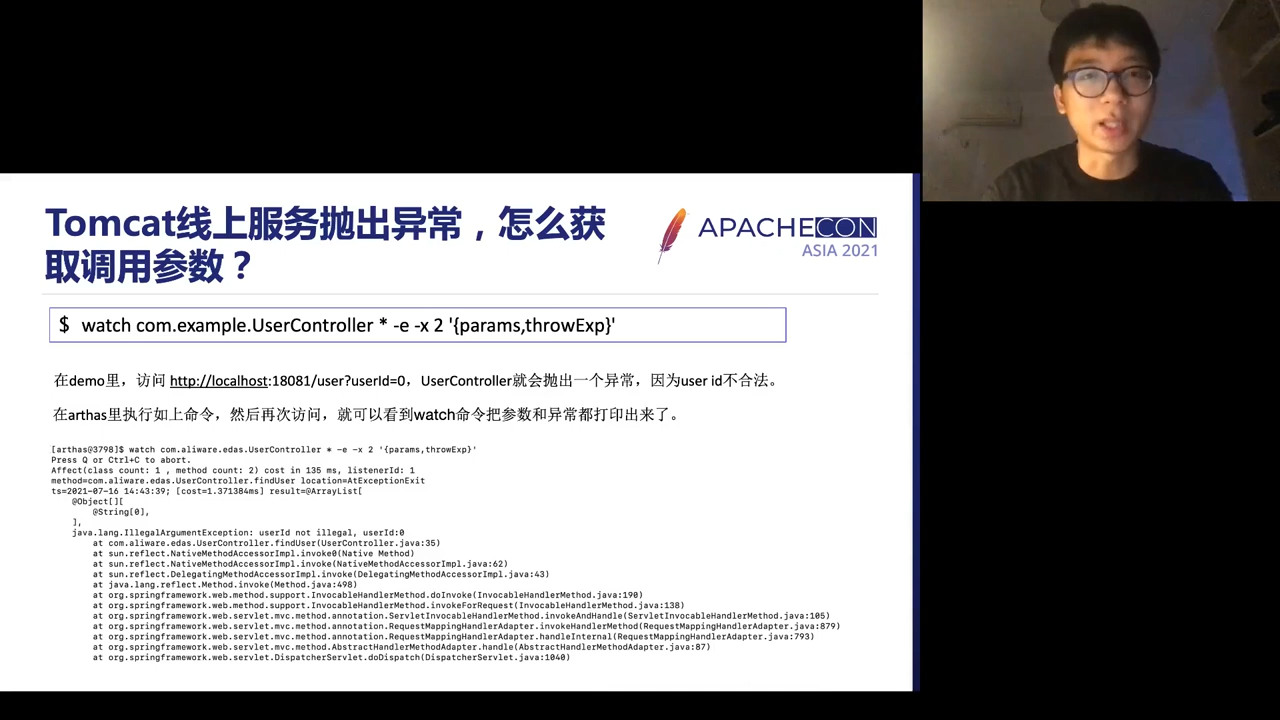 Tomcat线上服务抛出异常，怎么获
取调用参数？
APACHECON
ASIA 2021
$ watch com.example.UserController * -e -x 2 '{params,throwExp}'
在demo里，访问 http://localhost:18081/user?userId=0，UserController就会抛出一个异常，因为user id不合法。
在arthas里执行如上命令，然后再次访问，就可以看到watch命令把参数和异常都打印出来了。
[arthas@3798]$ watch com.aliware.edas.UserController * -e -x 2 '{params,throwExp}'
Press Q or Ctrl+C to abort.
Affect(class count: 1 , method count: 2) cost in 135 ms, listenerId: 1
method=com.aliware.edas.UserController.findUser location=AtExceptionExit
ts=2021-07-16 14:43:39; [cost=1.371384ms] result=@ArrayList[
@Object[][
@String[0],
],
java.lang.IllegalArgumentException: userId not illegal, userId:0
at com.aliware.edas.UserController.findUser(UserController.java:35)
at sun.reflect.NativeMethodAccessorImpl.invoke0(Native Method)
at sun.reflect.NativeMethodAccessorImpl.invoke(NativeMethodAccessorImpl.java:62)
at sun.reflect.DelegatingMethodAccessorImpl.invoke(DelegatingMethodAccessorImpl.java:43)
at java.lang.reflect.Method.invoke(Method.java:498)
at org.springframework.web.method.support.InvocableHandlerMethod.doInvoke(InvocableHandlerMethod.java:190)
at org.springframework.web.method.support.InvocableHandlerMethod.invokeForRequest(InvocableHandlerMethod.java:138)
at org.springframework.web.servlet.mvc.method.annotation.ServletInvocableHandlerMethod.invokeAndHandle(ServletInvocableHandlerMethod.java:105)
at org.springframework.web.servlet.mvc.method.annotation.RequestMappingHandlerAdapter.invokeHandlerMethod(RequestMappingHandlerAdapter.java:879)
at org.springframework.web.servlet.mvc.method.annotation.RequestMappingHandlerAdapter.handleInternal(RequestMappingHandlerAdapter.java:793)
at org.springframework.web.servlet.mvc.method.AbstractHandlerMethodAdapter.handle(AbstractHandlerMethodAdapter.java:87)
at org.springframework.web.servlet.DispatcherServlet.doDispatch(DispatcherServlet.java:1040)